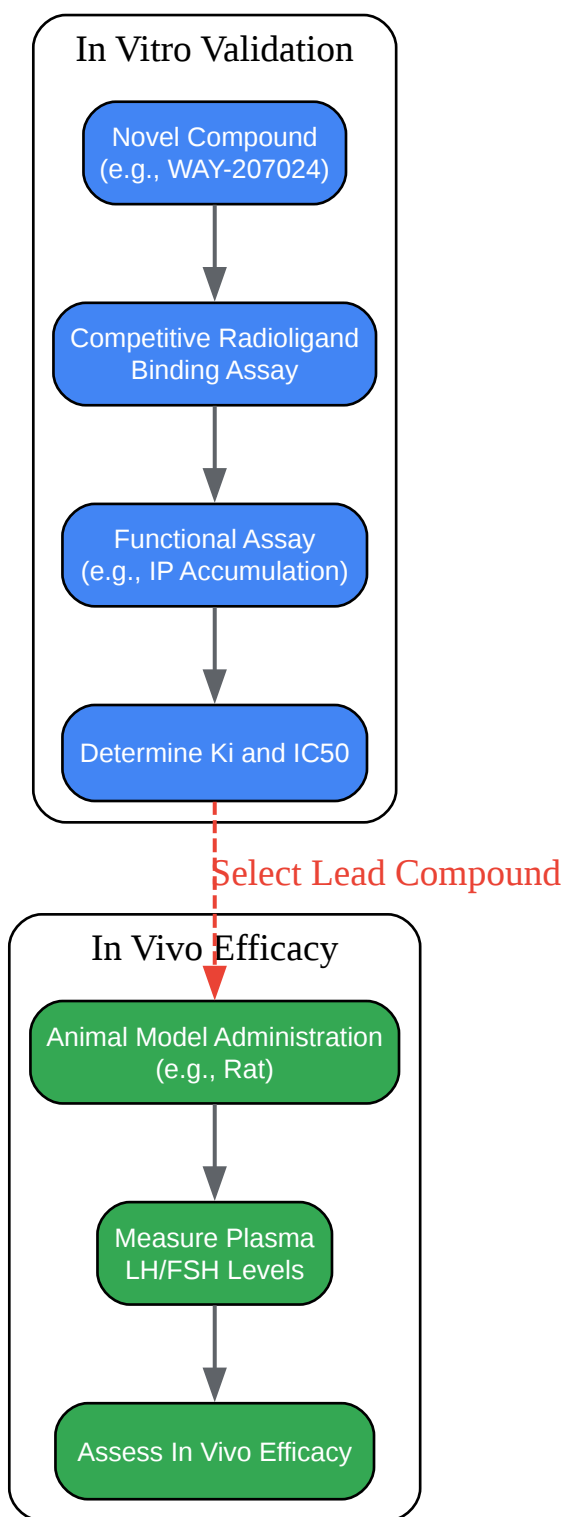 In Vitro Validation
Novel Compound
(e.g., WAY-207024)
Competitive Radioligand
Binding Assay
Functional Assay
(e.g., IP Accumulation)
Determine Ki and IC50
Select Lead Compound
In Vivo Efficacy
Animal Model Administration
(e.g., Rat)
Measure Plasma
LH/FSH Levels
Assess In Vivo Efficacy